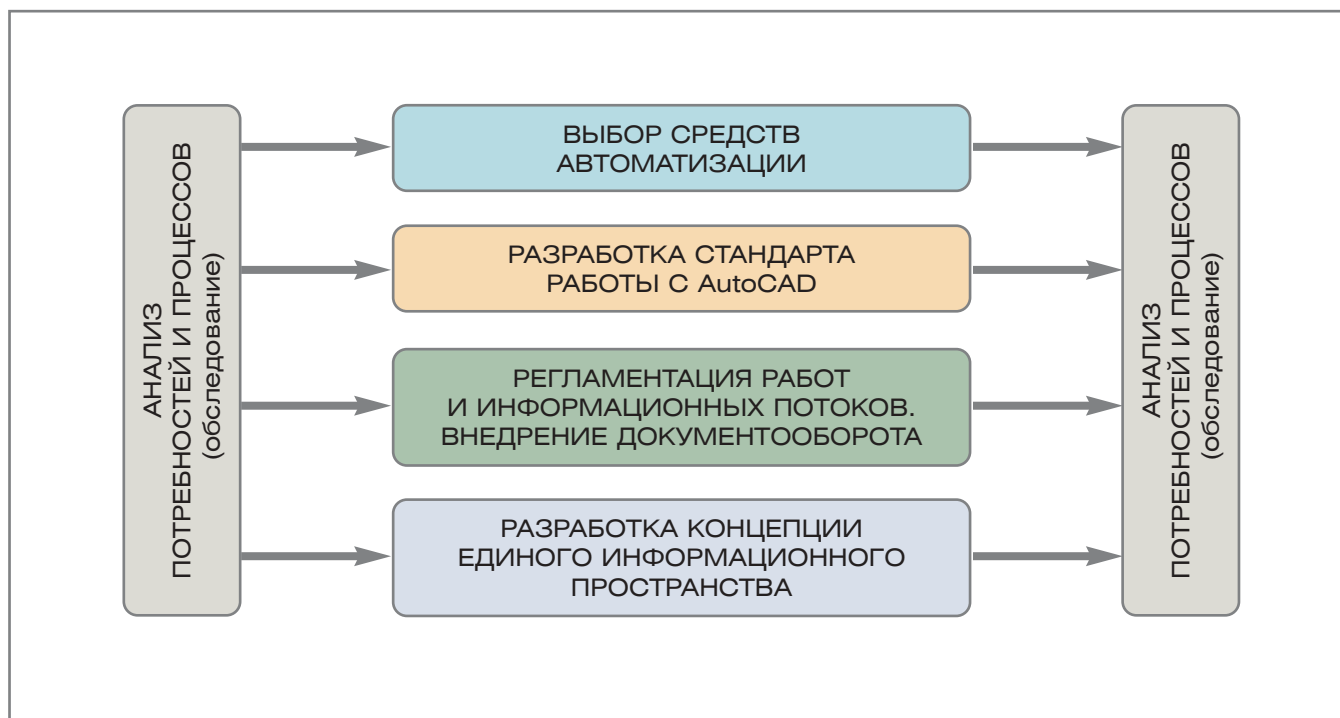 АНАЛИЗ
ПОТРЕБНОСТЕЙ И ПРОЦЕССОВ
(обследование)
ВЫБОР СРЕДСТВ
АВТОМАТИЗАЦИИ
РАЗРАБОТКА СТАНДАРТА
РАБОТЫ С AutoCAD
РЕГЛАМЕНТАЦИЯ РАБОТ
И ИНФОРМАЦИОННЫХ ПОТОКОВ.
ВНЕДРЕНИЕ ДОКУМЕНТООБОРОТА
РАЗРАБОТКА КОНЦЕПЦИИ
ЕДИНОГО ИНФОРМАЦИОННОГО
ПРОСТРАНСТВА
АНАЛИЗ
ПОТРЕБНОСТЕЙ И ПРОЦЕССОВ
(обследование)